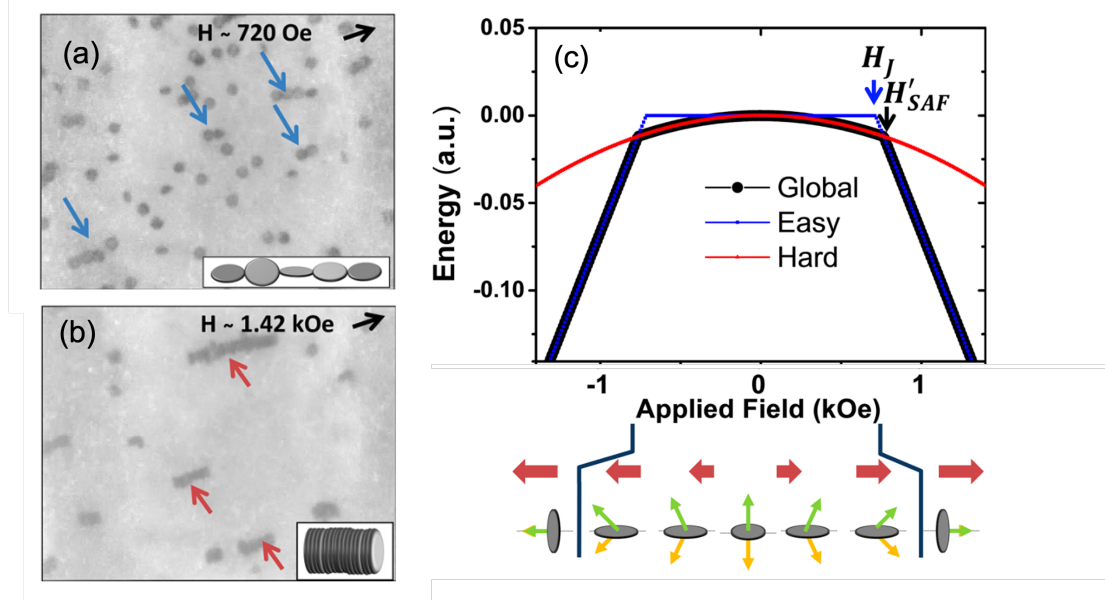 (a)
H ~ 720 Oe
(b)
H ~ 1.42 kOe
(c)
0.05
0.00
-0.05
-0.10
Energy (a.u.)
H_J
H'_SAF
Global
Easy
Hard
-1
0
1
Applied Field (kOe)